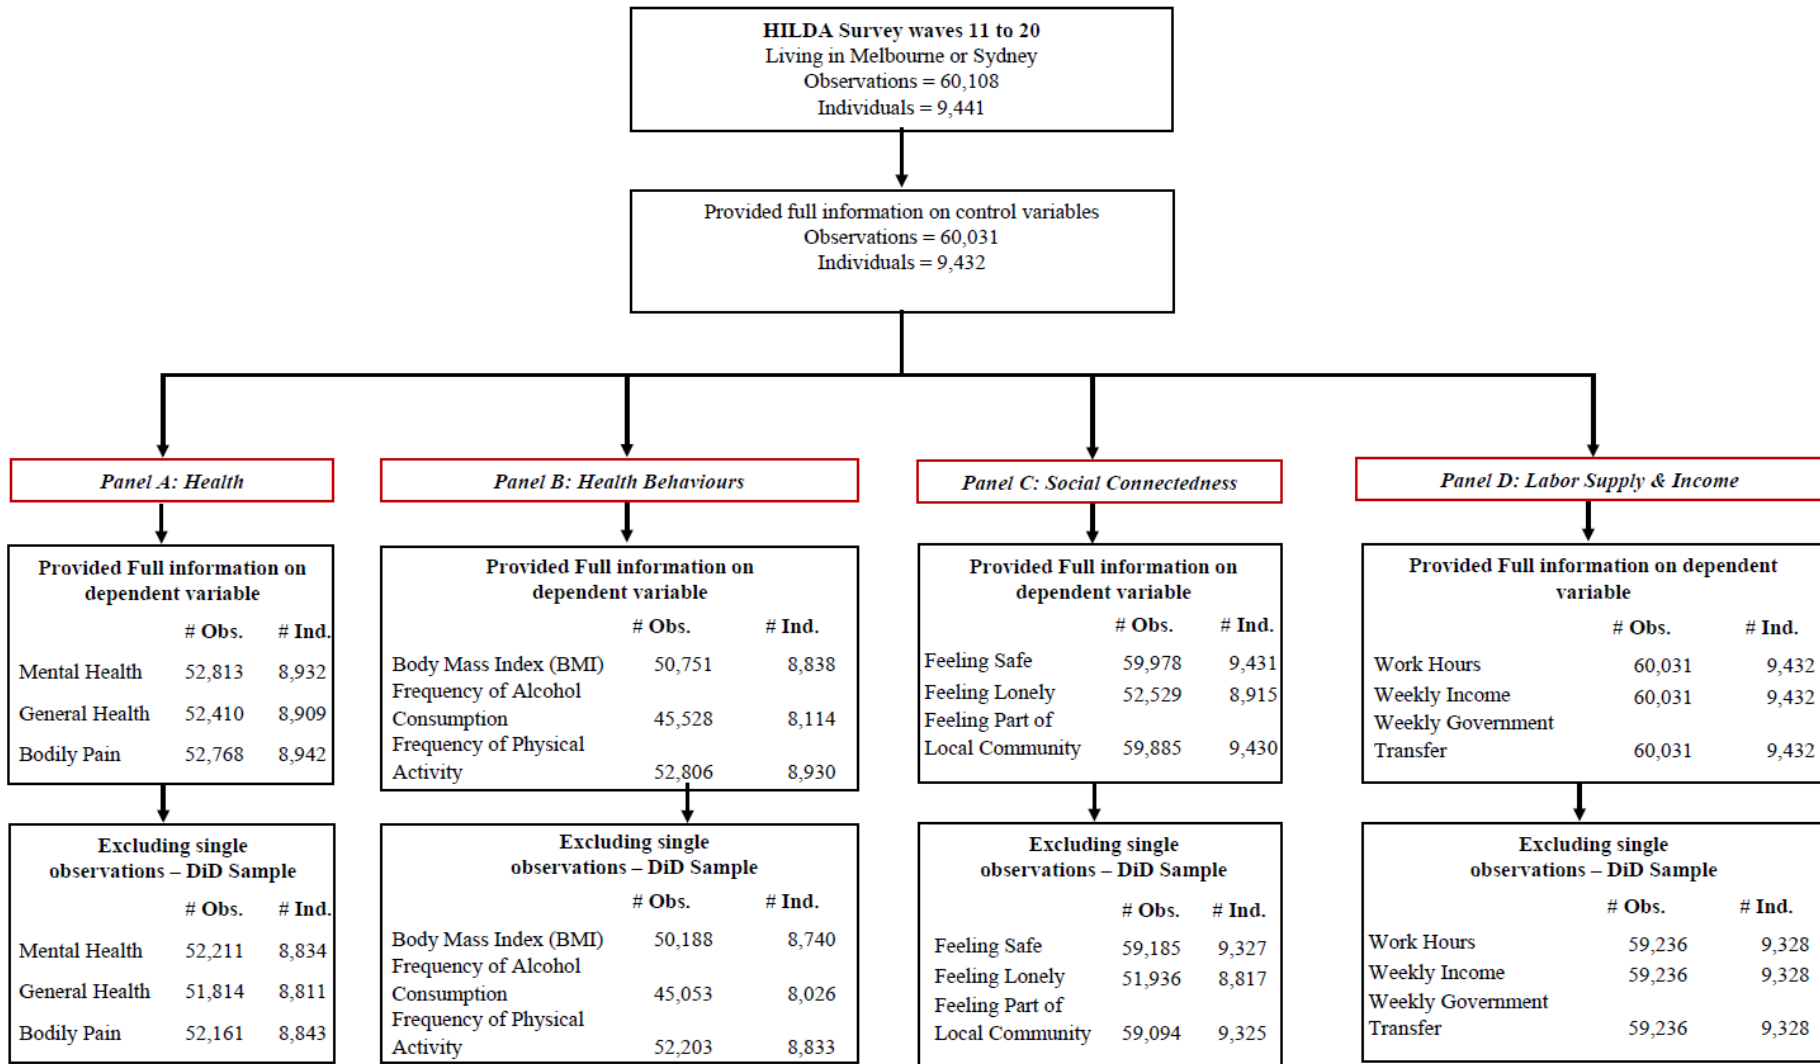 HILDA Survey waves 11 to 20
Living in Melbourne or Sydney
Observations = 60,108
Individuals = 9,441
Provided full information on control variables
Observations = 60,031
Individuals = 9,432
Panel A: Health
Provided Full information on
dependent variable
# Obs. # Ind.
Mental Health 52,813 8,932
General Health 52,410 8,909
Bodily Pain 52,768 8,942
Excluding single
observations – DiD Sample
# Obs. # Ind.
Mental Health 52,211 8,834
General Health 51,814 8,811
Bodily Pain 52,161 8,843
Panel B: Health Behaviours
Provided Full information on
dependent variable
# Obs. # Ind.
Body Mass Index (BMI) 50,751 8,838
Frequency of Alcohol
Consumption 45,528 8,114
Frequency of Physical
Activity 52,806 8,930
Excluding single
observations – DiD Sample
# Obs. # Ind.
Body Mass Index (BMI) 50,188 8,740
Frequency of Alcohol
Consumption 45,053 8,026
Frequency of Physical
Activity 52,203 8,833
Panel C: Social Connectedness
Provided Full information on
dependent variable
# Obs. # Ind.
Feeling Safe 59,978 9,431
Feeling Lonely 52,529 8,915
Feeling Part of
Local Community 59,885 9,430
Excluding single
observations – DiD Sample
# Obs. # Ind.
Feeling Safe 59,185 9,327
Feeling Lonely 51,936 8,817
Feeling Part of
Local Community 59,094 9,325
Panel D: Labor Supply & Income
Provided Full information on dependent
variable
# Obs. # Ind.
Work Hours 60,031 9,432
Weekly Income 60,031 9,432
Weekly Government
Transfer 60,031 9,432
Excluding single
observations – DiD Sample
# Obs. # Ind.
Work Hours 59,236 9,328
Weekly Income 59,236 9,328
Weekly Government
Transfer 59,236 9,328